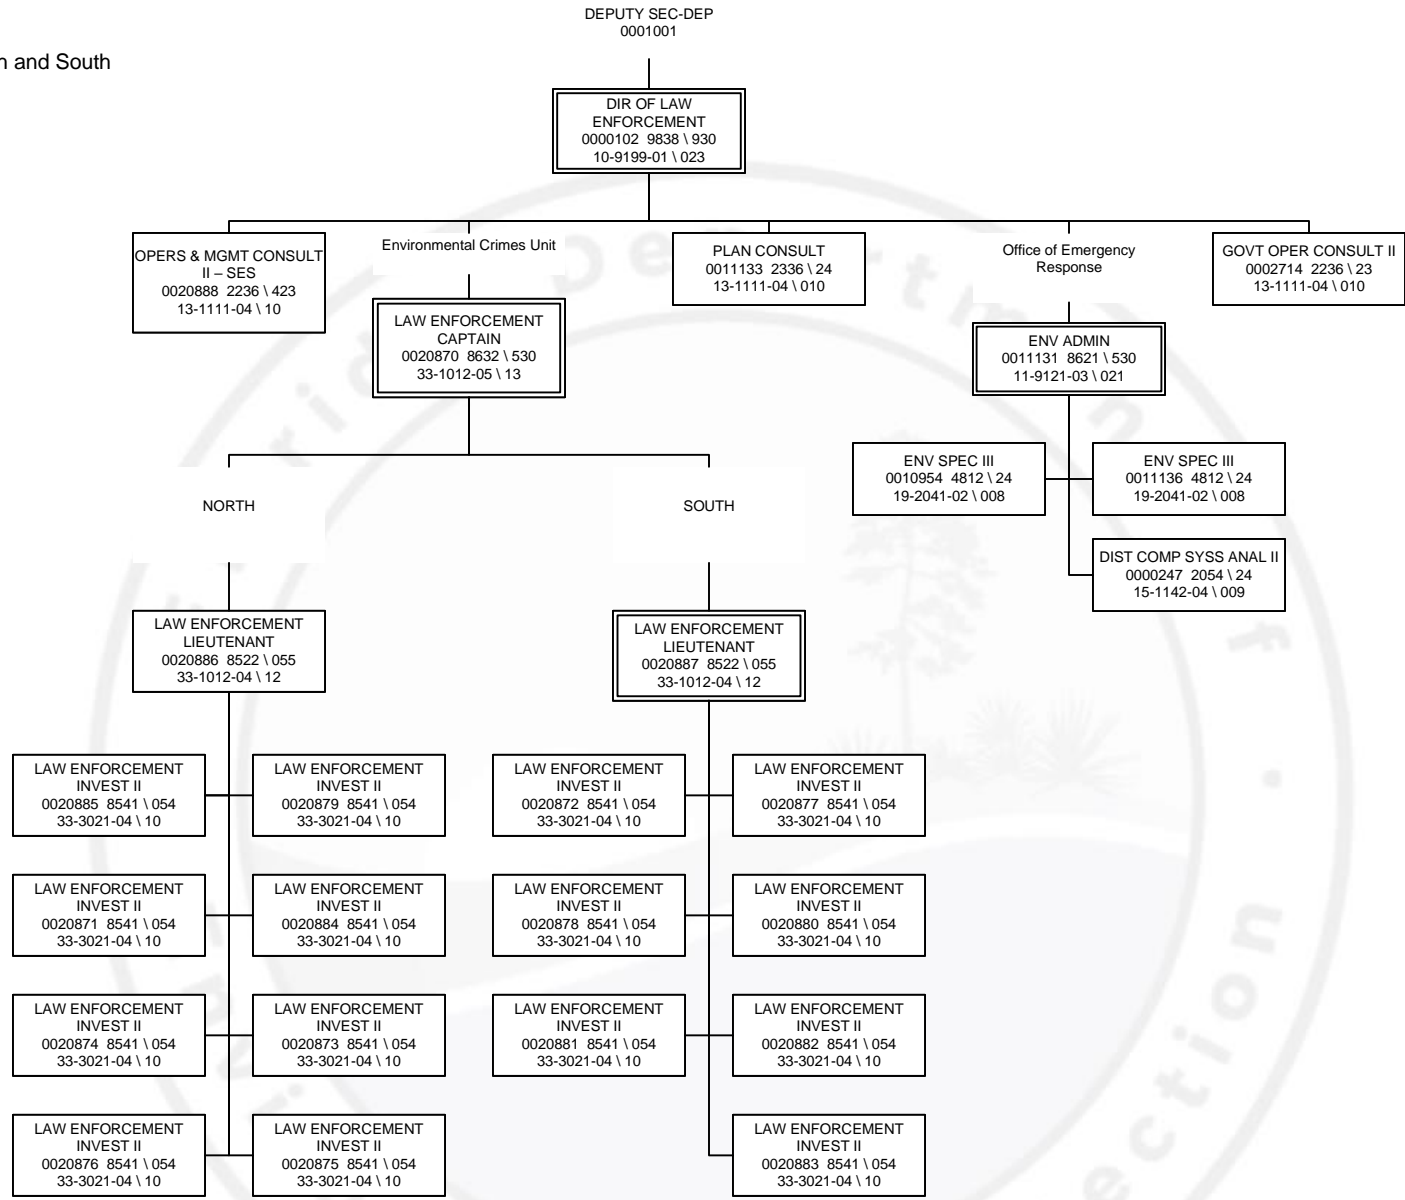 DEPUTY SEC-DEP
0001001
and South
DIR OF LAW
ENFORCEMENT
0000102 9838 \ 930
10-9199-01 \ 023
OPERS & MGMT CONSULT
II – SES
0020888 2236 \ 423
13-1111-04 \ 10
Environmental Crimes Unit
PLAN CONSULT
0011133 2336 \ 24
13-1111-04 \ 010
Office of Emergency
Response
GOVT OPER CONSULT II
0002714 2236 \ 23
13-1111-04 \ 010
LAW ENFORCEMENT
CAPTAIN
0020870 8632 \ 530
33-1012-05 \ 13
ENV ADMIN
0011131 8621 \ 530
11-9121-03 \ 021
ENV SPEC III
0010954 4812 \ 24
19-2041-02 \ 008
ENV SPEC III
0011136 4812 \ 24
19-2041-02 \ 008
DIST COMP SYSS ANAL II
0000247 2054 \ 24
15-1142-04 \ 009
NORTH
SOUTH
LAW ENFORCEMENT
LIEUTENANT
0020886 8522 \ 055
33-1012-04 \ 12
LAW ENFORCEMENT
LIEUTENANT
0020887 8522 \ 055
33-1012-04 \ 12
LAW ENFORCEMENT
INVEST II
0020885 8541 \ 054
33-3021-04 \ 10
LAW ENFORCEMENT
INVEST II
0020879 8541 \ 054
33-3021-04 \ 10
LAW ENFORCEMENT
INVEST II
0020872 8541 \ 054
33-3021-04 \ 10
LAW ENFORCEMENT
INVEST II
0020877 8541 \ 054
33-3021-04 \ 10
LAW ENFORCEMENT
INVEST II
0020871 8541 \ 054
33-3021-04 \ 10
LAW ENFORCEMENT
INVEST II
0020884 8541 \ 054
33-3021-04 \ 10
LAW ENFORCEMENT
INVEST II
0020878 8541 \ 054
33-3021-04 \ 10
LAW ENFORCEMENT
INVEST II
0020880 8541 \ 054
33-3021-04 \ 10
LAW ENFORCEMENT
INVEST II
0020874 8541 \ 054
33-3021-04 \ 10
LAW ENFORCEMENT
INVEST II
0020873 8541 \ 054
33-3021-04 \ 10
LAW ENFORCEMENT
INVEST II
0020881 8541 \ 054
33-3021-04 \ 10
LAW ENFORCEMENT
INVEST II
0020882 8541 \ 054
33-3021-04 \ 10
LAW ENFORCEMENT
INVEST II
0020876 8541 \ 054
33-3021-04 \ 10
LAW ENFORCEMENT
INVEST II
0020875 8541 \ 054
33-3021-04 \ 10
LAW ENFORCEMENT
INVEST II
0020883 8541 \ 054
33-3021-04 \ 10